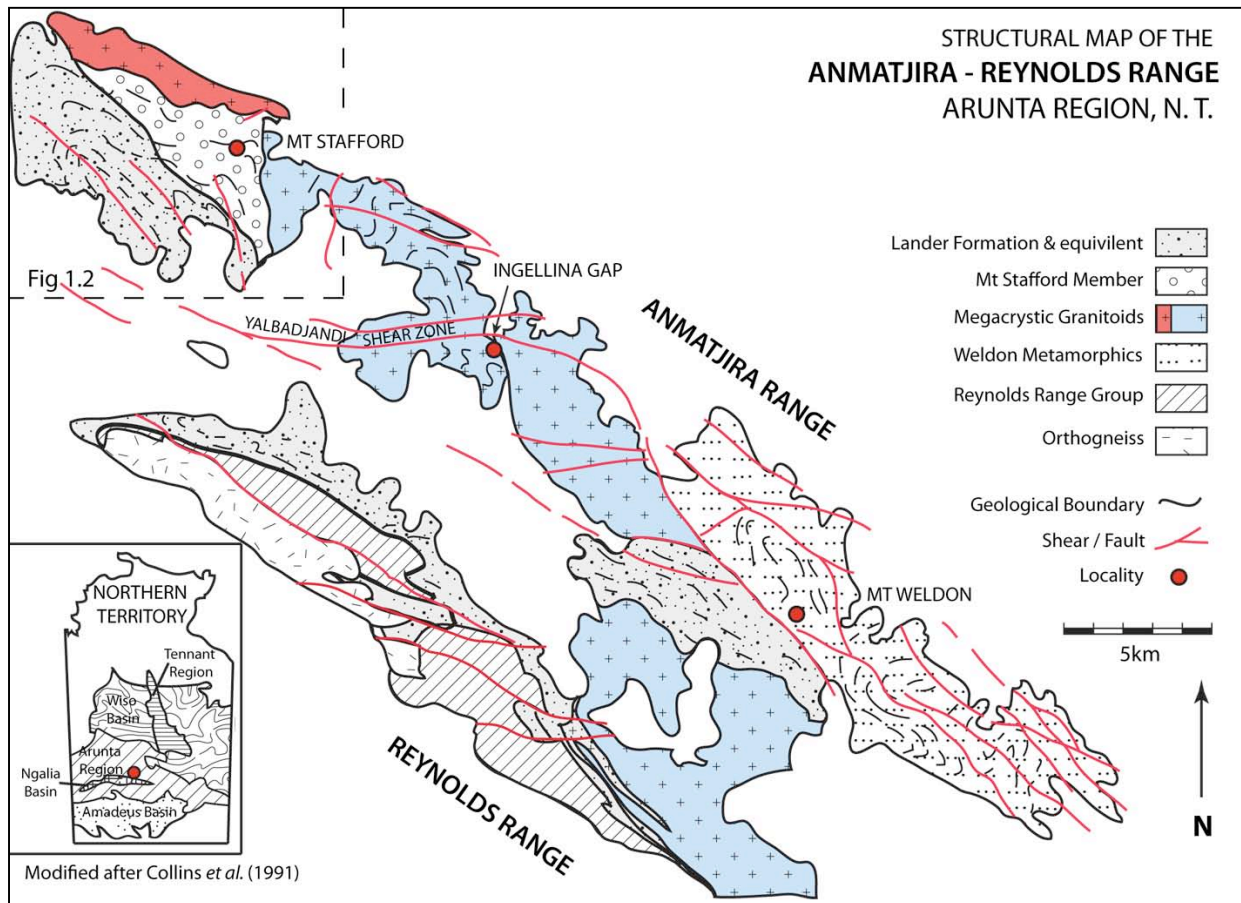 STRUCTURAL MAP OF THE
ANMATJIRA - REYNOLDS RANGE
ARUNTA REGION, N. T.
MT STAFFORD
Fig 1.2
INGELLINA GAP
YALBADJANDI SHEAR ZONE
ANMATJIRA RANGE
Lander Formation & equivilent
Mt Stafford Member
Megacrystic Granitoids
Weldon Metamorphics
Reynolds Range Group
Orthogneiss
Geological Boundary
Shear / Fault
Locality
MT WELDON
5km
N
REYNOLDS RANGE
NORTHERN
TERRITORY
Tennant
Region
Wiso
Basin
Arunta
Region
Ngalia
Basin
Amadeus Basin
Modified after Collins et al. (1991)